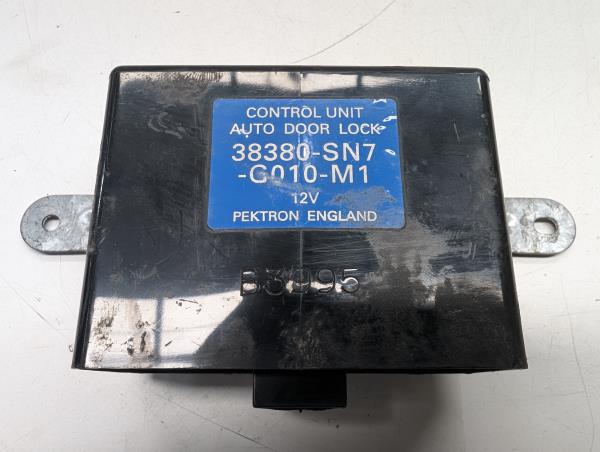 CONTROL UNIT
AUTO DOOR LOCK
38380-SN7
-G010-M1
12V
PEKTRON ENGLAND
B3995